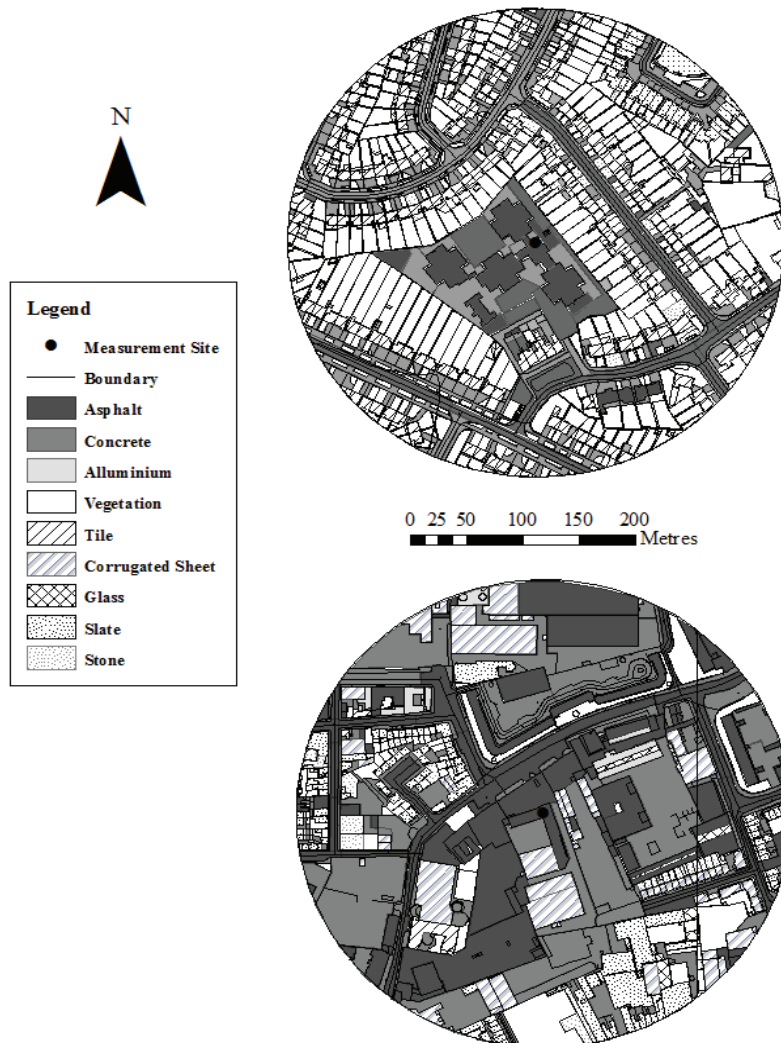 N
Legend
Measurement Site
Boundary
Asphalt
Concrete
Alluminium
Vegetation
Tile
Corrugated Sheet
Glass
Slate
Stone
0 25 50 100 150 200
Metres